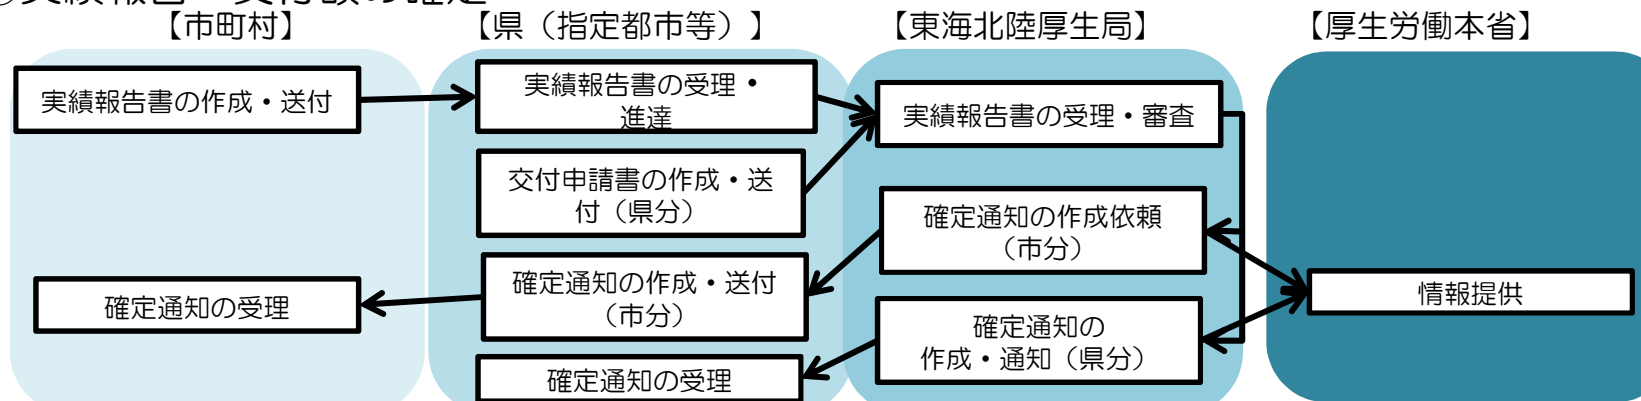 【市町村】
【県（指定都市等）】
【東海北陸厚生局】
【厚生労働本省】
実績報告書の作成・送付
実績報告書の受理・
進達
実績報告書の受理・審査
交付申請書の作成・送
付（県分）
確定通知の作成依頼
（市分）
確定通知の受理
確定通知の作成・送付
（市分）
情報提供
確定通知の
作成・通知（県分）
確定通知の受理